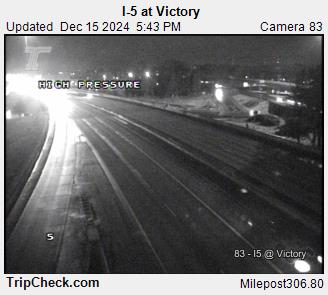 I-5 at Victory
Updated  Dec 15 2024  5:43 PM
Camera 83
T
HIGH PRESSURE
S
83 - I5 @ Victory
TripCheck.com
Milepost306.80